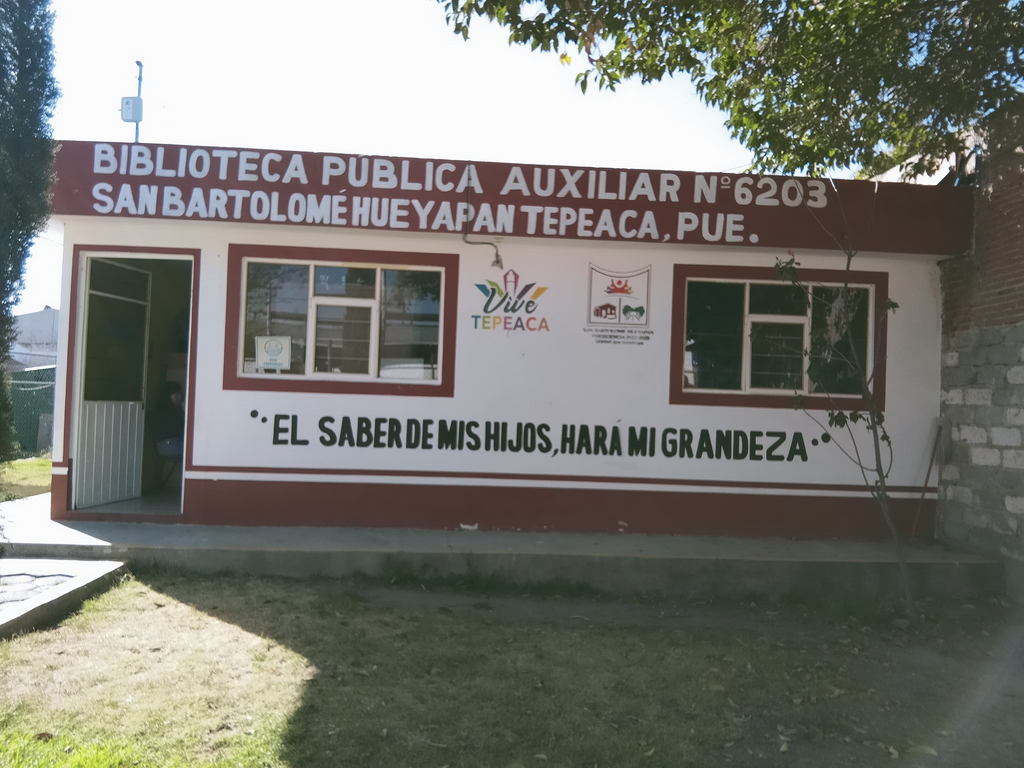 BIBLIOTECA PÚBLICA AUXILIAR Nº 6203
SAN BARTOLOMÉ HUEYAPAN TEPEACA, PUE.
Vive
TEPEACA
¨EL SABER DE MIS HIJOS, HARÁ MI GRANDEZA¨